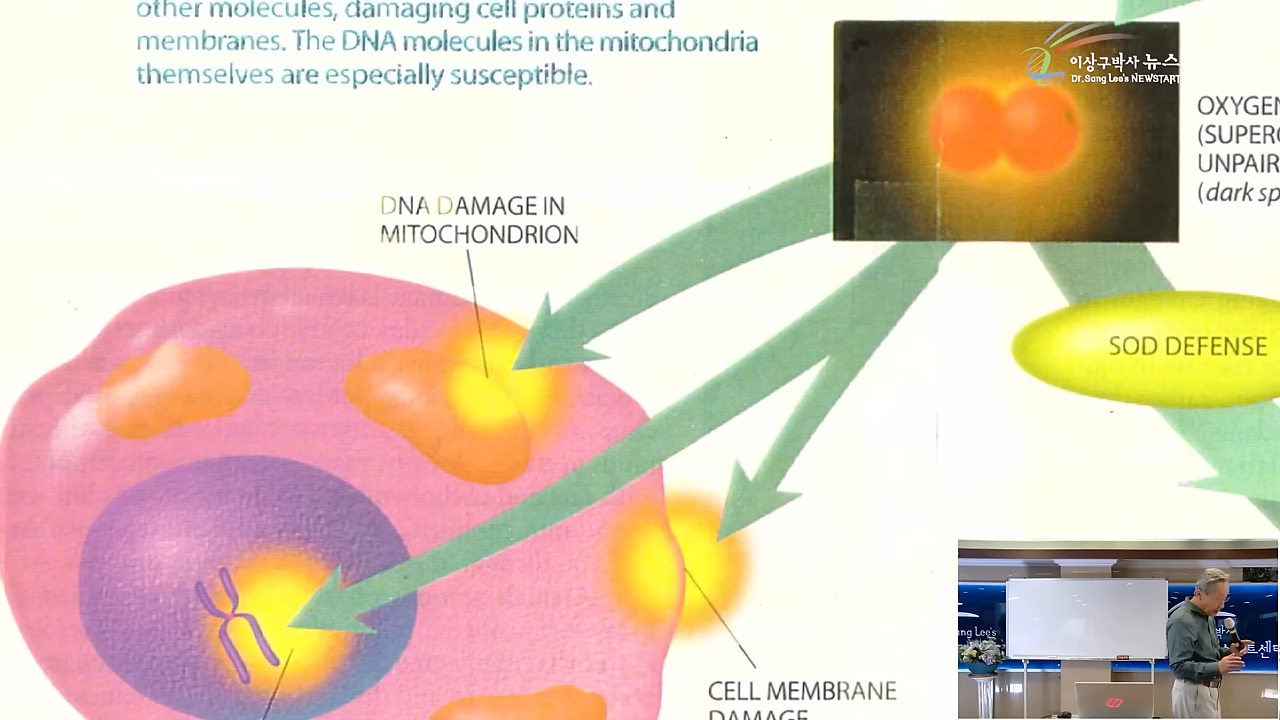 other molecules, damaging cell proteins and
membranes. The DNA molecules in the mitochondria
themselves are especially susceptible.
이상구박사 뉴스
Dr.Sang Lee's NEWSTART
OXYGEN
(SUPERO
UNPAIR
(dark sp
DNA DAMAGE IN
MITOCHONDRION
SOD DEFENSE
CELL MEMBRANE
DAMAGE
ang Lee's